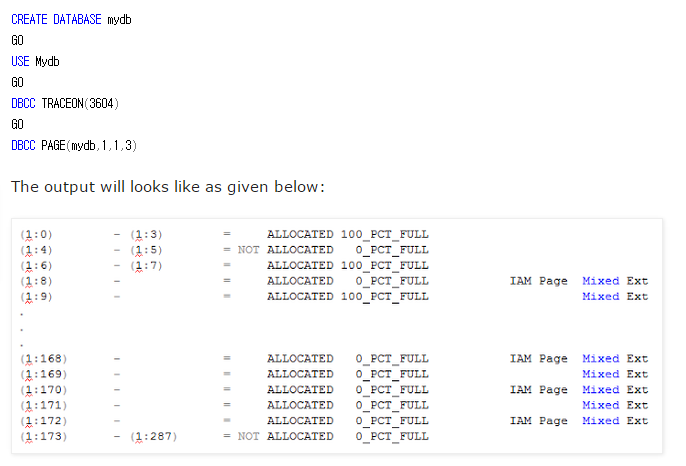 CREATE DATABASE mydb
GO
USE Mydb
GO
DBCC TRACEON(3604)
GO
DBCC PAGE(mydb,1,1,3)
The output will looks like as given below:
(1:0) - (1:3) = ALLOCATED 100_PCT_FULL
(1:4) - (1:5) = NOT ALLOCATED 0_PCT_FULL
(1:6) - (1:7) = ALLOCATED 100_PCT_FULL
(1:8) - = ALLOCATED 0_PCT_FULL IAM Page Mixed Ext
(1:9) - = ALLOCATED 100_PCT_FULL Mixed Ext
.
.
.
(1:168) - = ALLOCATED 0_PCT_FULL IAM Page Mixed Ext
(1:169) - = ALLOCATED 0_PCT_FULL Mixed Ext
(1:170) - = ALLOCATED 0_PCT_FULL IAM Page Mixed Ext
(1:171) - = ALLOCATED 0_PCT_FULL Mixed Ext
(1:172) - = ALLOCATED 0_PCT_FULL IAM Page Mixed Ext
(1:173) - (1:287) = NOT ALLOCATED 0_PCT_FULL